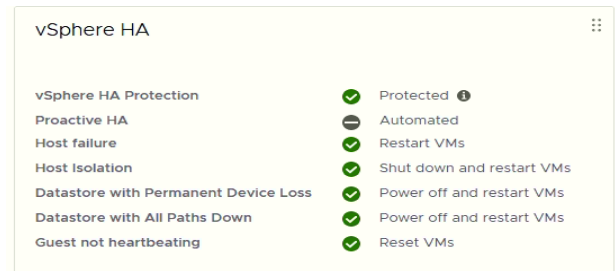 vSphere HA
vSphere HA Protection Protected
Proactive HA Automated
Host failure Restart VMs
Host Isolation Shut down and restart VMs
Datastore with Permanent Device Loss Power off and restart VMs
Datastore with All Paths Down Power off and restart VMs
Guest not heartbeating Reset VMs